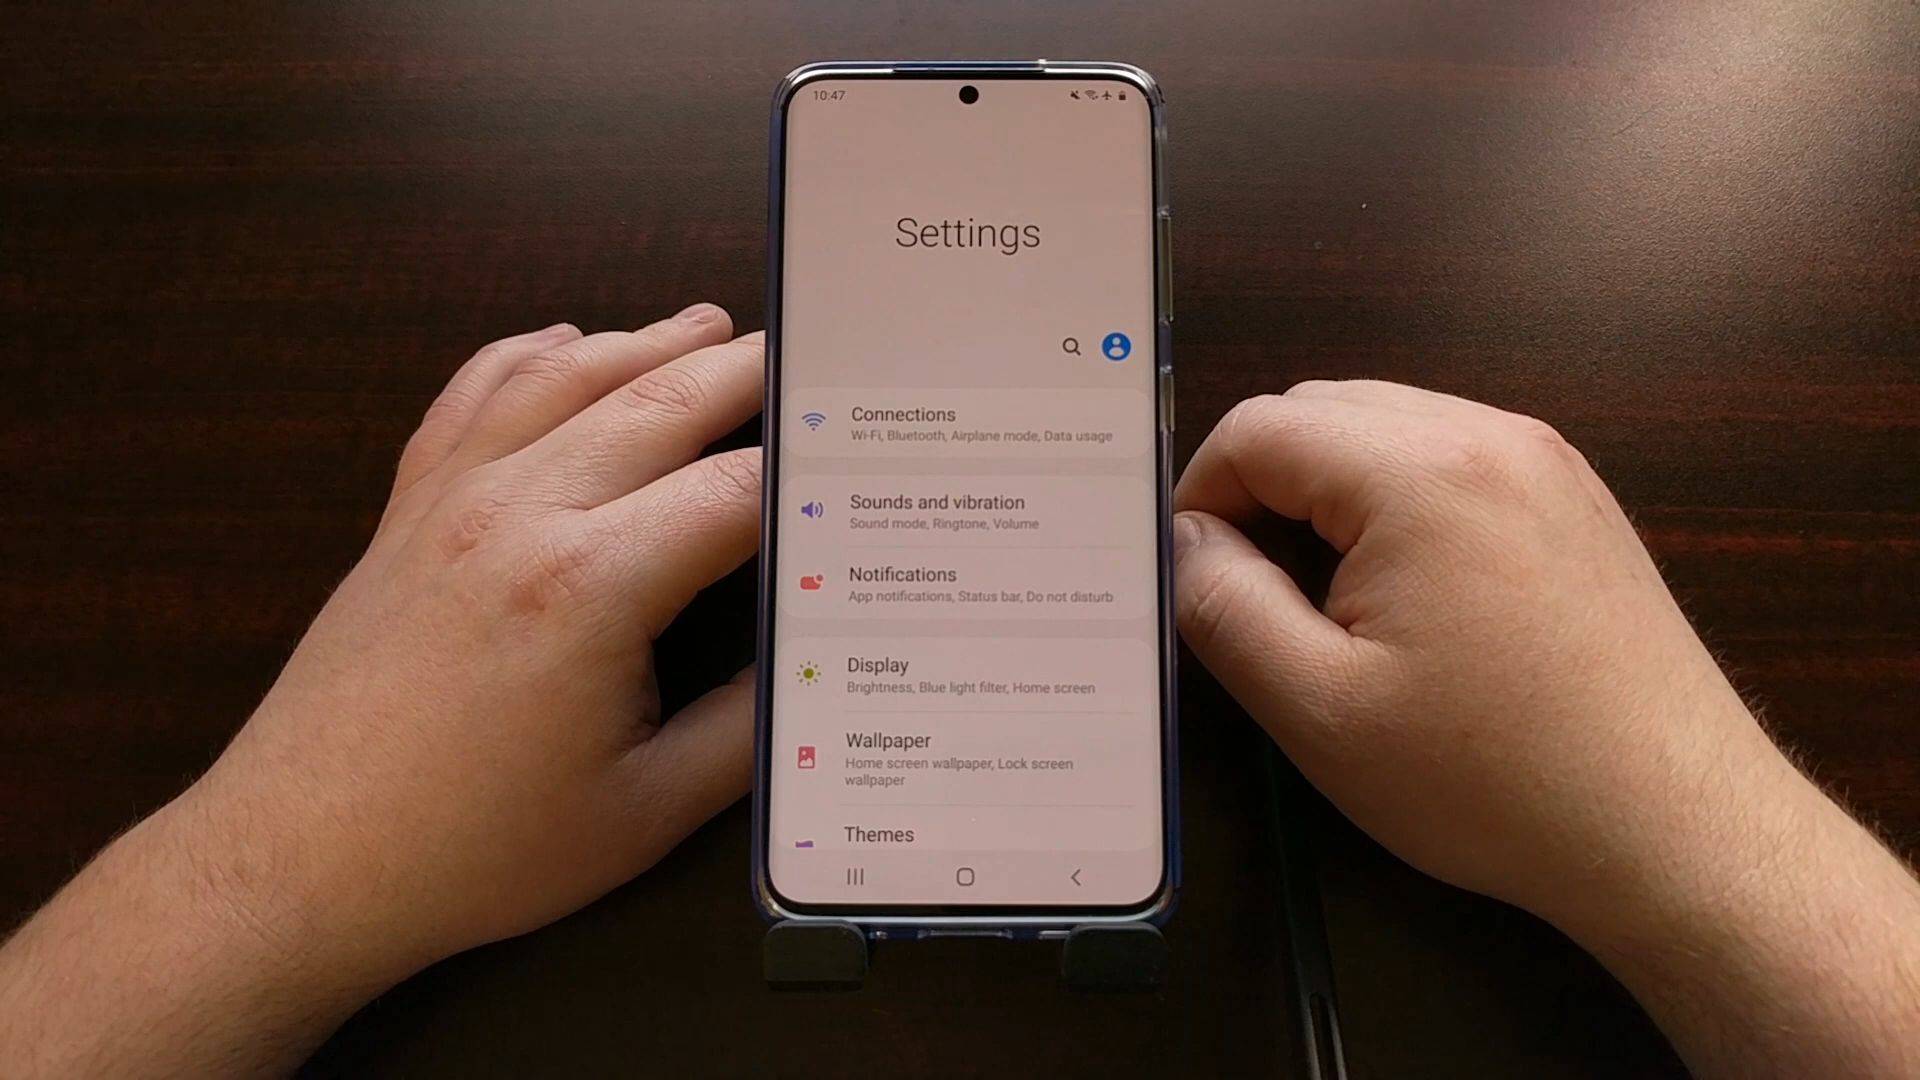 10:47
Settings
Connections
Wi-Fi, Bluetooth, Airplane mode, Data usage
Sounds and vibration
Sound mode, Ringtone, Volume
Notifications
App notifications, Status bar, Do not disturb
Display
Brightness, Blue light filter, Home screen
Wallpaper
Home screen wallpaper, Lock screen
wallpaper
Themes